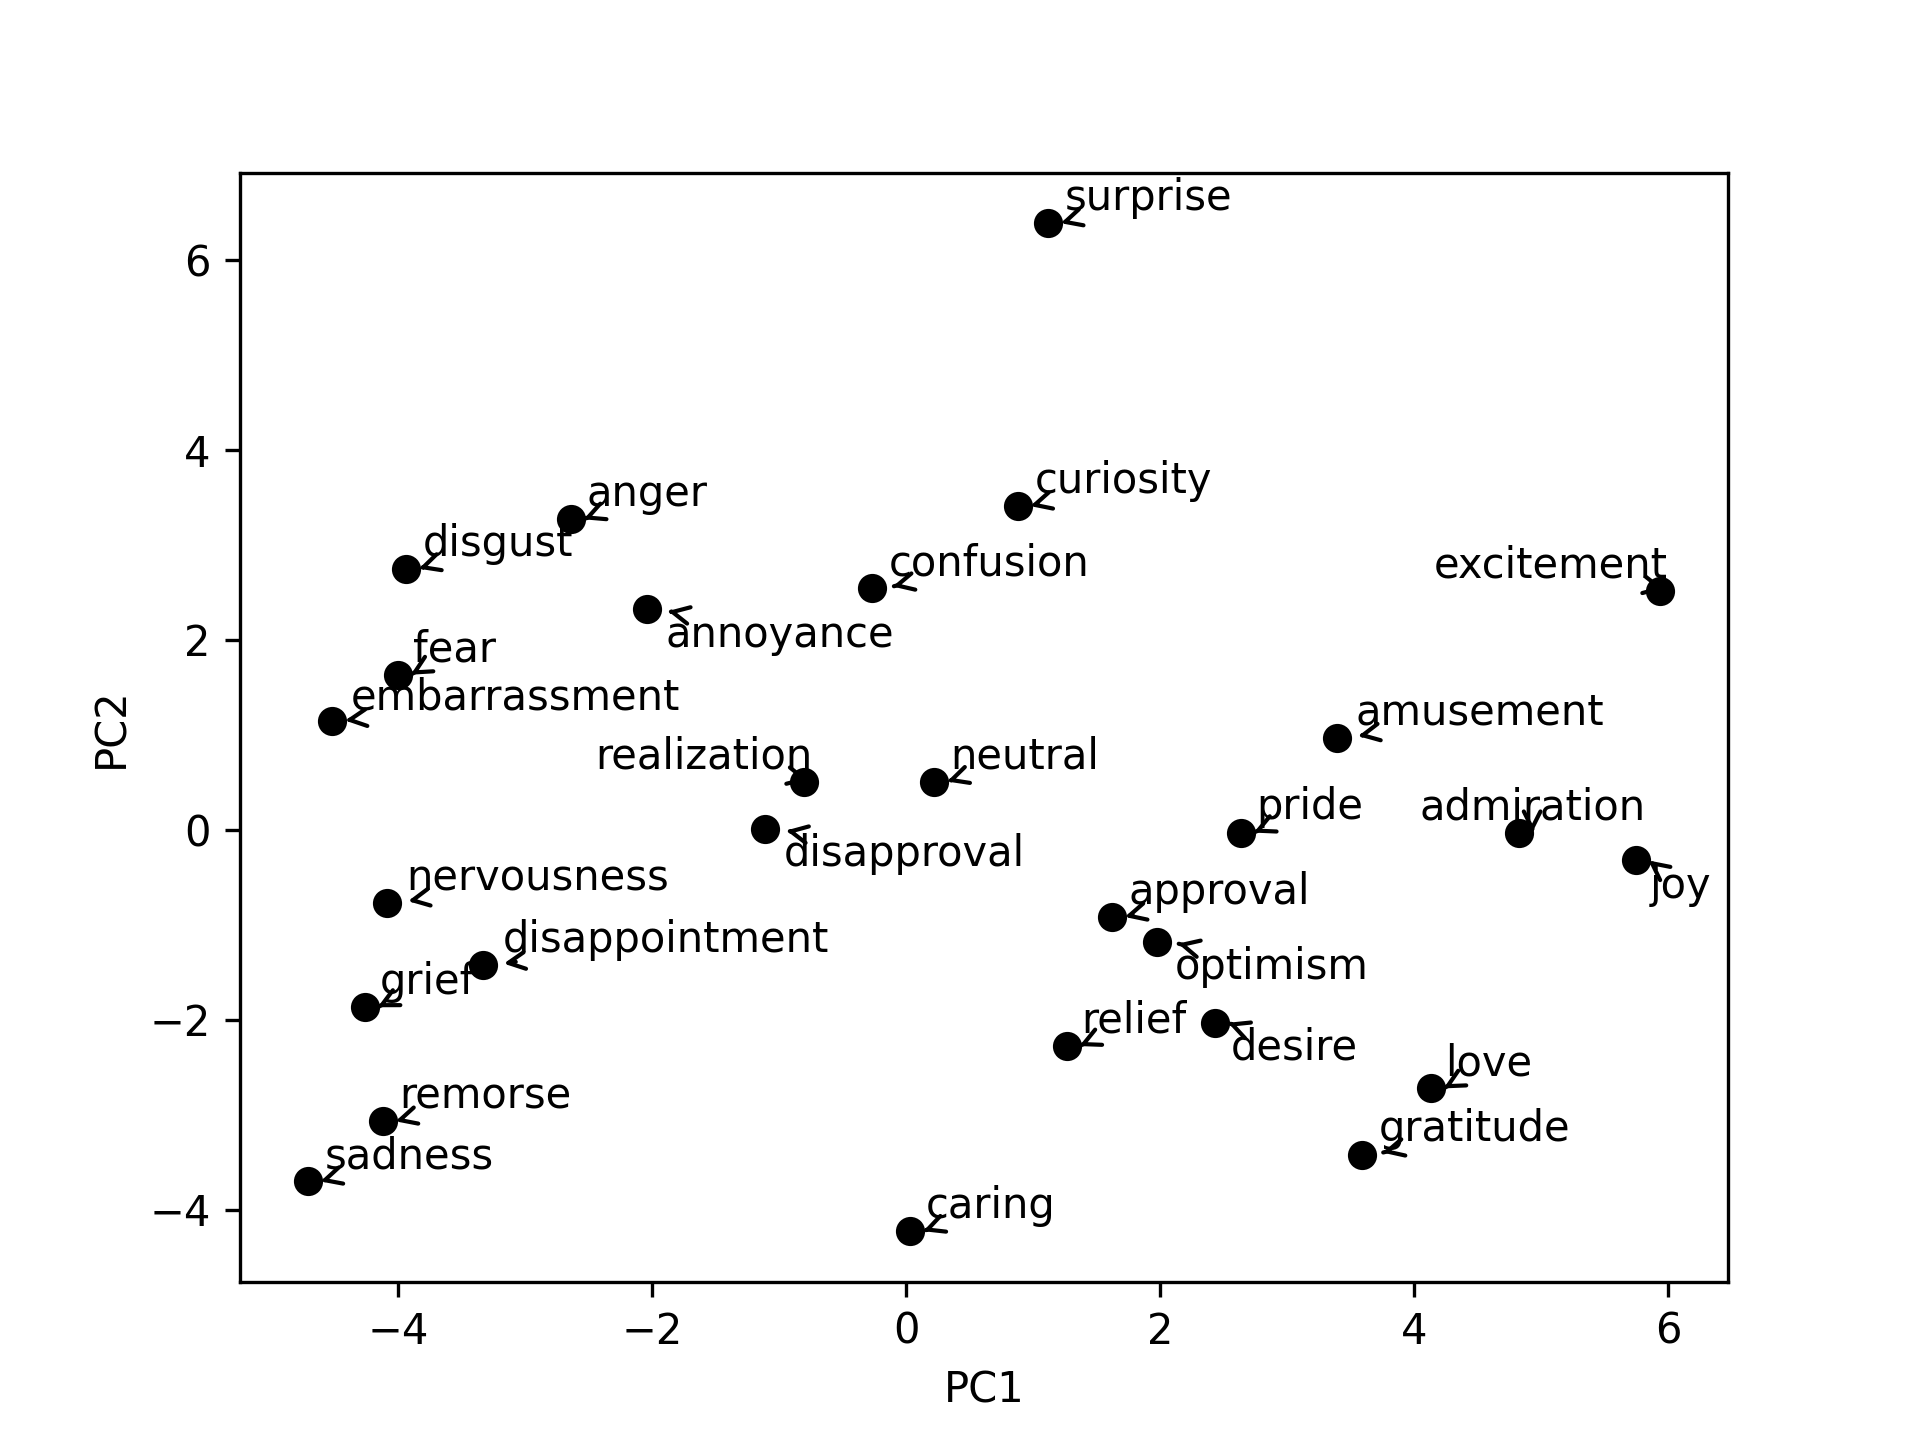 surprise
6
4
curiosity
anger
disgust
confusion
excitement
2
annoyance
fear
embarrassment
amusement
PC2
realization
neutral
pride
admiration
0
disapproval
joy
nervousness
approval
disappointment
optimism
grief
−2
relief
desire
love
remorse
gratitude
sadness
caring
−4
−4 −2 0 2 4 6
PC1